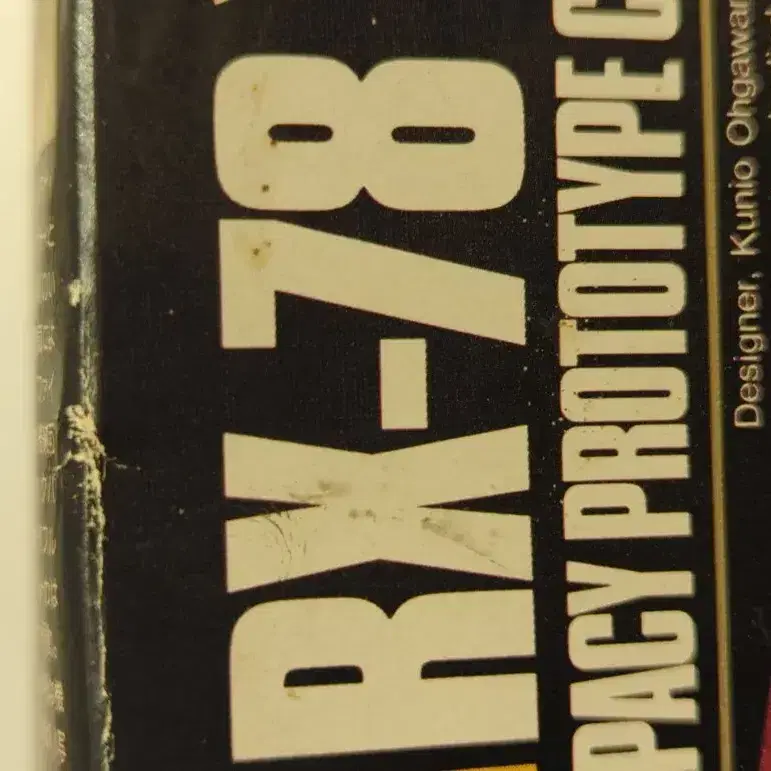 RX-78
PACY PROTOTYPE C
Designer, Kunio Ohgawar